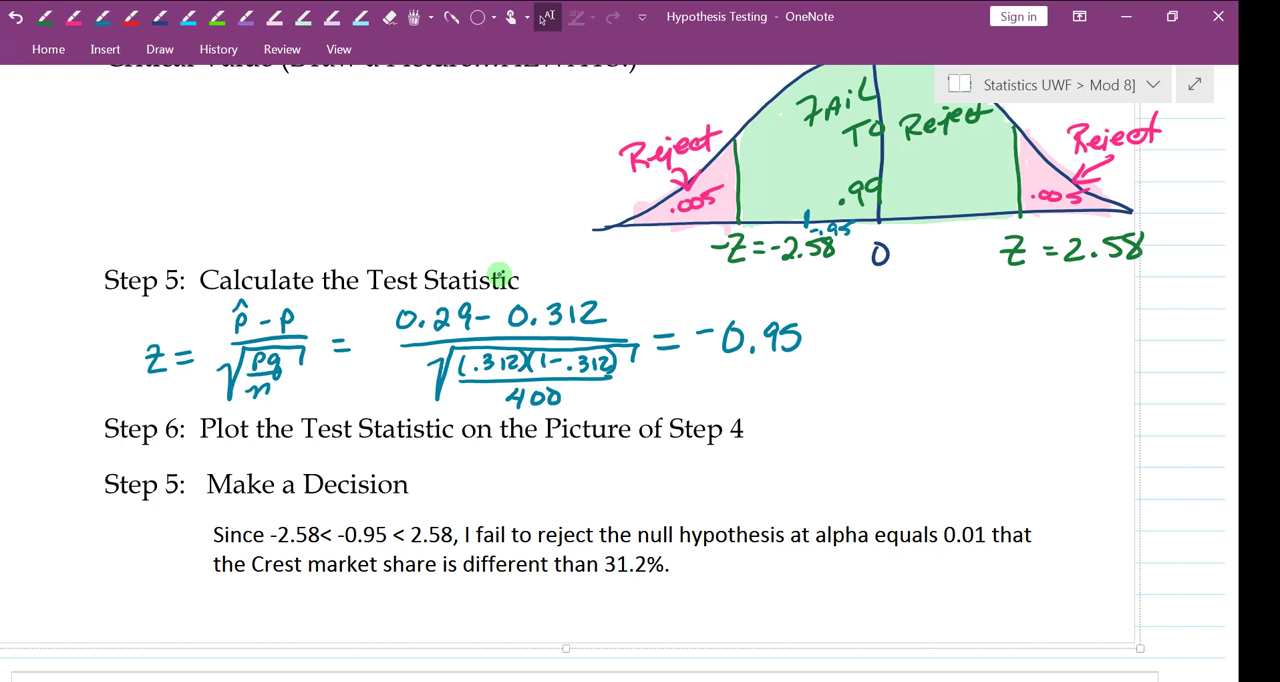 Hypothesis Testing - OneNote
Sign in
Home Insert Draw History Review View
Statistics UWF > Mod 8]
FAIL
TO Reject
Reject
Reject
.005
.99
.005
-.95
-Z = -2.58
0
Z = 2.58
Step 5: Calculate the Test Statistic
Z = p̂ - p / √(pq/n) = 0.29 - 0.312 / √((.312)(1-.312)/400) = -0.95
Step 6: Plot the Test Statistic on the Picture of Step 4
Step 5: Make a Decision
Since -2.58< -0.95 < 2.58, I fail to reject the null hypothesis at alpha equals 0.01 that
the Crest market share is different than 31.2%.